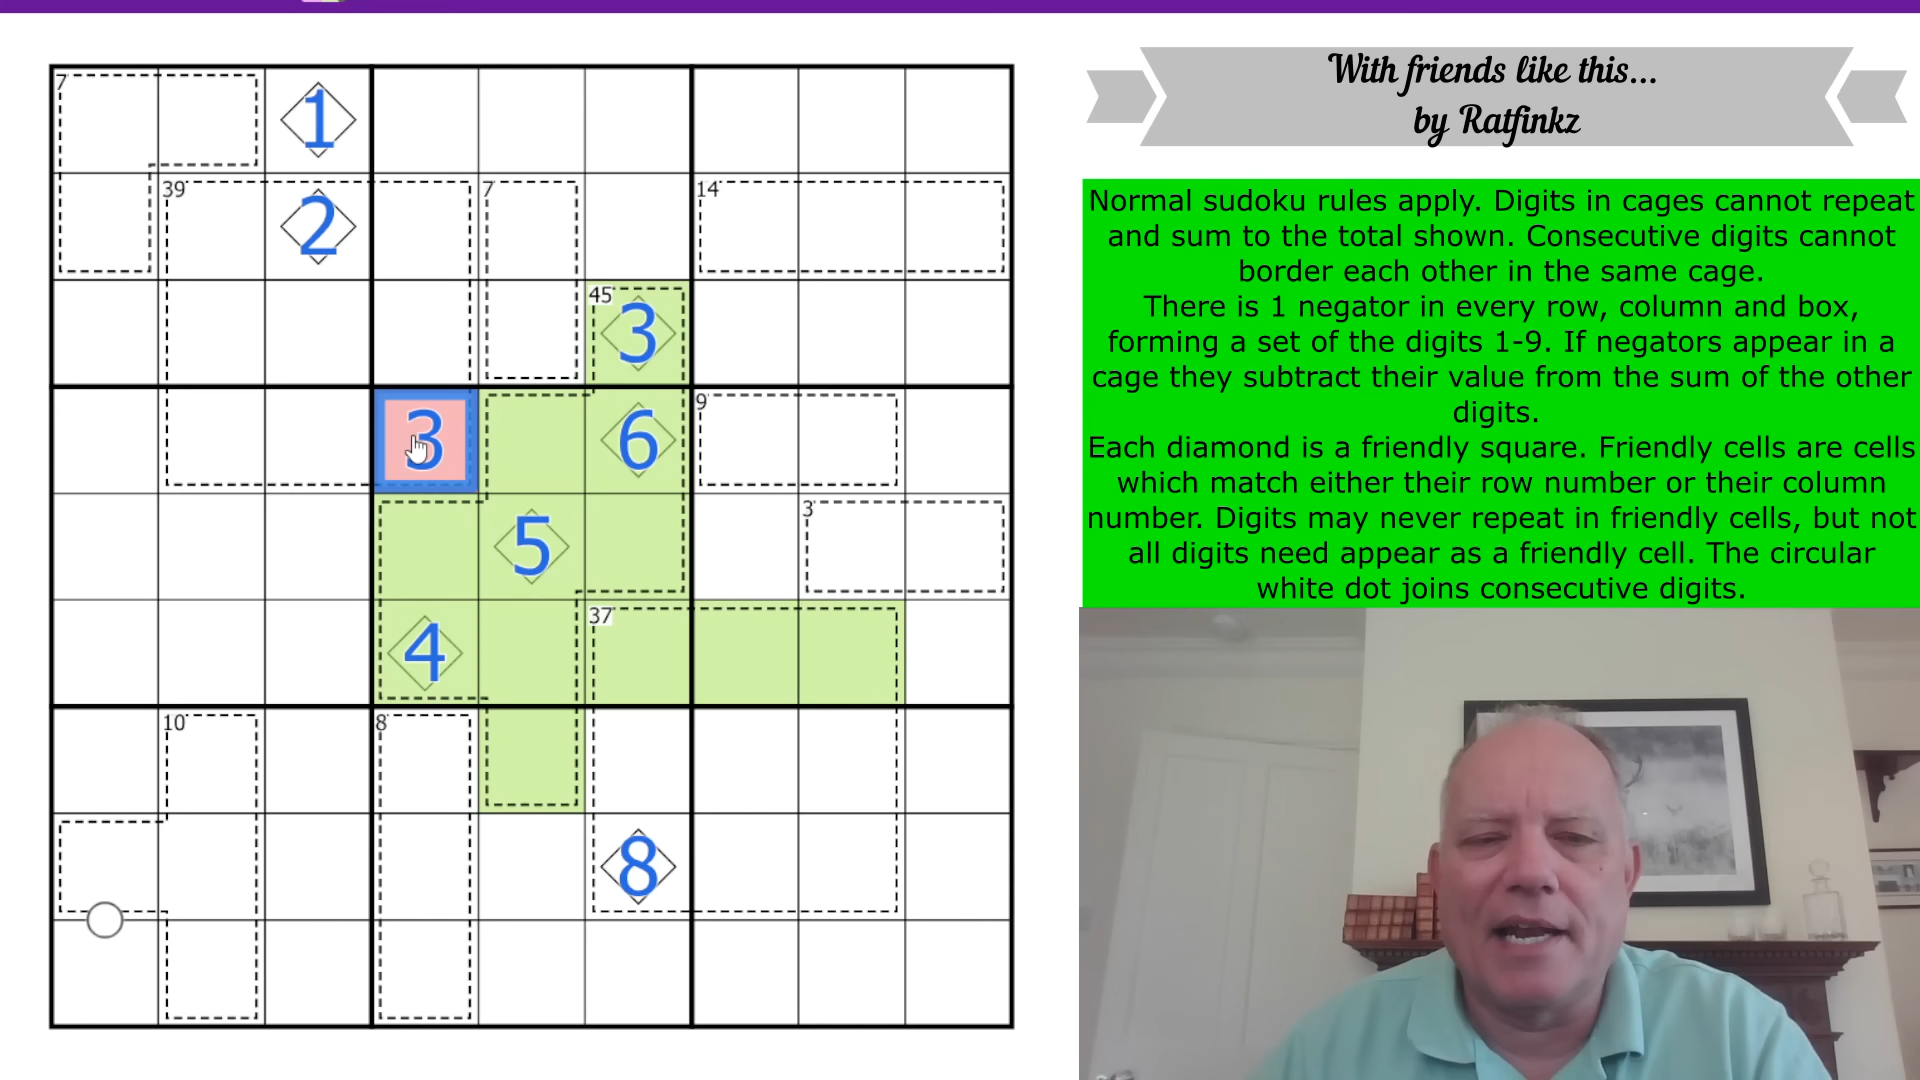 With friends like this...
by Ratfinkz
Normal sudoku rules apply. Digits in cages cannot repeat
and sum to the total shown. Consecutive digits cannot
border each other in the same cage.
There is 1 negator in every row, column and box,
forming a set of the digits 1-9. If negators appear in a
cage they subtract their value from the sum of the other
digits.
Each diamond is a friendly square. Friendly cells are cells
which match either their row number or their column
number. Digits may never repeat in friendly cells, but not
all digits need appear as a friendly cell. The circular
white dot joins consecutive digits.
7
1
39
2
7
14
45
3
3
6
9
5
3
4
37
10
8
8